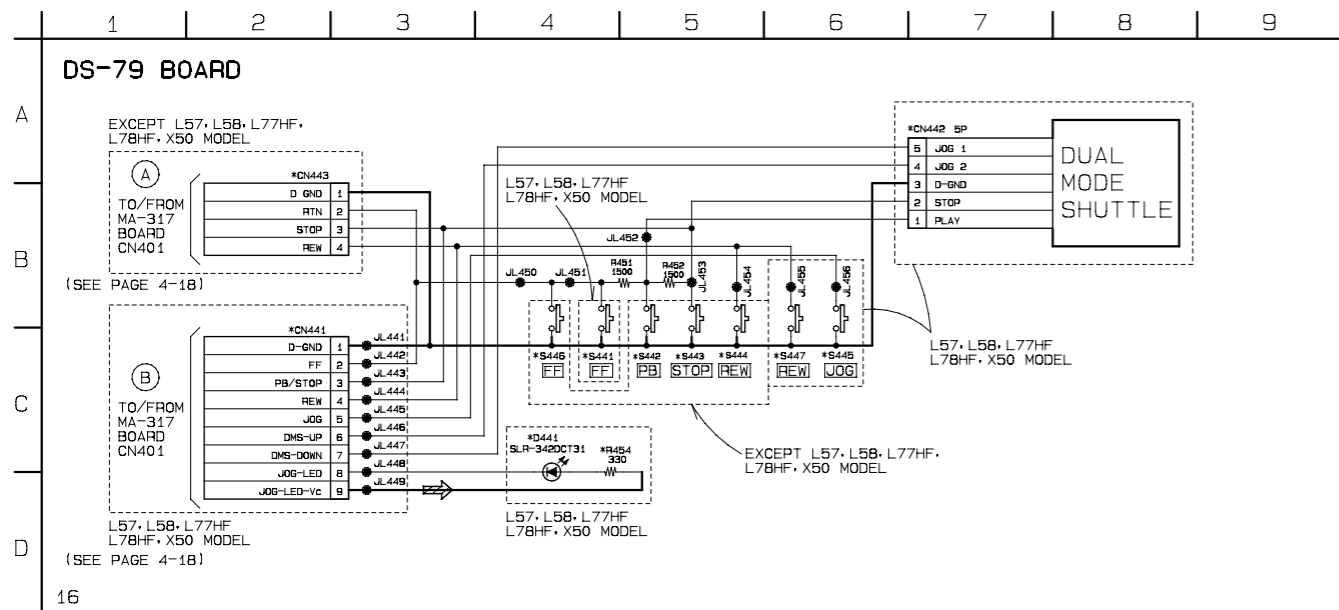 1 2 3 4 5 6 7 8 9
DS-79 BOARD
A
B
C
D
EXCEPT L57, L58, L77HF,
L78HF, X50 MODEL
A
TO/FROM
MA-317
BOARD
CN401
*CN443
D GND 1
RTN 2
STOP 3
REW 4
(SEE PAGE 4-18)
B
TO/FROM
MA-317
BOARD
CN401
*CN441
D-GND 1 JL441
FF 2 JL442
PB/STOP 3 JL443
REW 4 JL444
JOG 5 JL445
DMS-UP 6 JL446
DMS-DOWN 7 JL447
JOG-LED 8 JL448
JOG-LED-Vc 9 JL449
L57, L58, L77HF
L78HF, X50 MODEL
(SEE PAGE 4-18)
L57, L58, L77HF
L78HF, X50 MODEL
JL450
JL451
R451
1500
JL452
R452
1500
JL453
JL454
JL455
JL456
*S446
FF
*S441
FF
*S442
PB
*S443
STOP
*S444
REW
*S447
REW
*S445
JOG
*D441
SLR-342DCT31
*R454
330
L57, L58, L77HF
L78HF, X50 MODEL
EXCEPT L57, L58, L77HF,
L78HF, X50 MODEL
*CN442 5P
5 JOG 1
4 JOG 2
3 D-GND
2 STOP
1 PLAY
DUAL
MODE
SHUTTLE
L57, L58, L77HF
L78HF, X50 MODEL
16